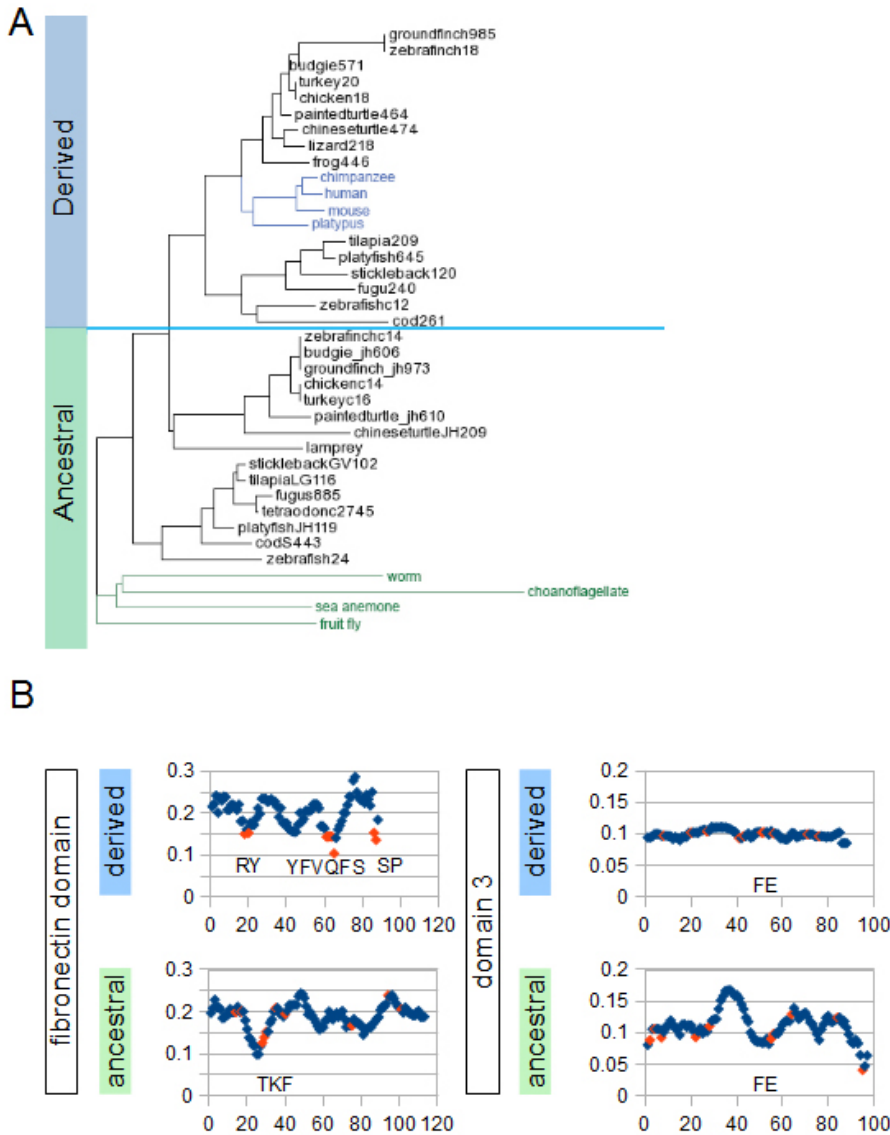 A
Derived
Ancestral
groundfinch985
zebrafinch18
budgie571
turkey20
chicken18
paintedturtle464
chineseturtle474
lizard218
frog446
chimpanzee
human
mouse
platypus
tilapia209
platyfish645
stickleback120
fugu240
zebrafishc12
cod261
zebrafinchc14
budgie_jh606
groundfinch_jh973
chickenc14
turkeyc16
paintedturtle_jh610
chineseturtleJH209
lamprey
sticklebackGV102
tilapiaLG116
fugus885
tetraodonc2745
platyfishJH119
codS443
zebrafish24
worm
choanoflagellate
sea anemone
fruit fly
B
fibronectin domain
derived
0.3
0.2
0.1
0
RY YFVQFS SP
0 20 40 60 80 100 120
ancestral
0.3
0.2
0.1
0
TKF
0 20 40 60 80 100
domain 3
derived
0.2
0.15
0.1
0.05
0
FE
0 20 40 60 80 100
ancestral
0.2
0.15
0.1
0.05
0
FE
0 20 40 60 80 100